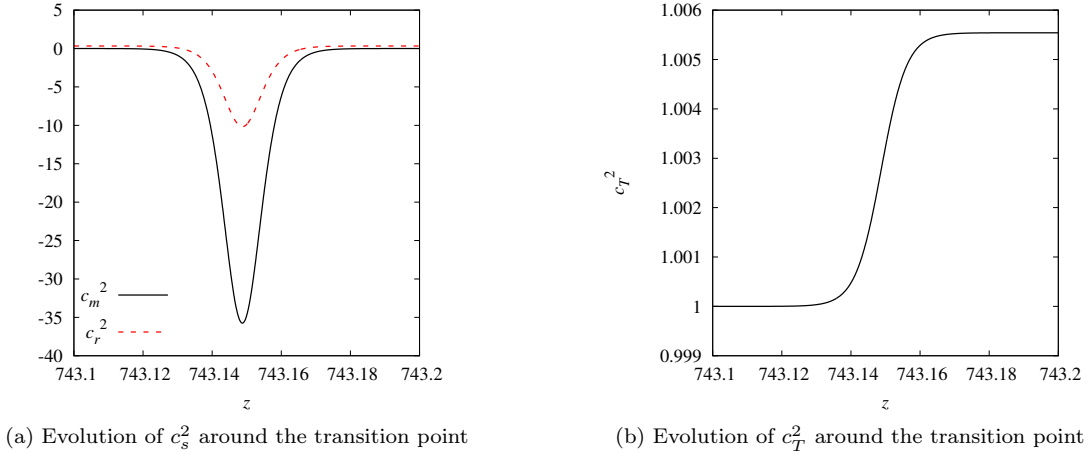 5
0
-5
-10
-15
-20
-25
-30
-35
-40
c_m^2
c_r^2
743.1 743.12 743.14 743.16 743.18 743.2
z
(a) Evolution of c_s^2 around the transition point
1.006
1.005
1.004
1.003
1.002
1.001
1
0.999
c_T^2
743.1 743.12 743.14 743.16 743.18 743.2
z
(b) Evolution of c_T^2 around the transition point